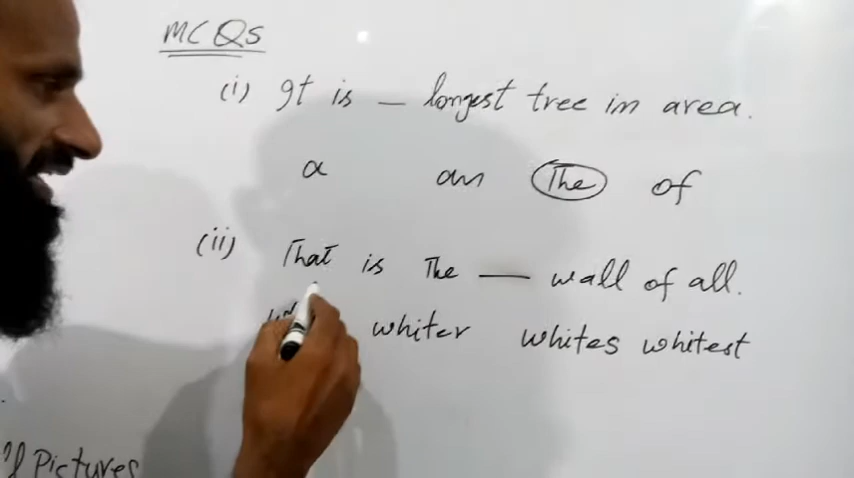 MCQS
(i) It is _ longest tree in area.
a an The of
(ii) That is The __ wall of all.
whiter whites whitest
Pictures